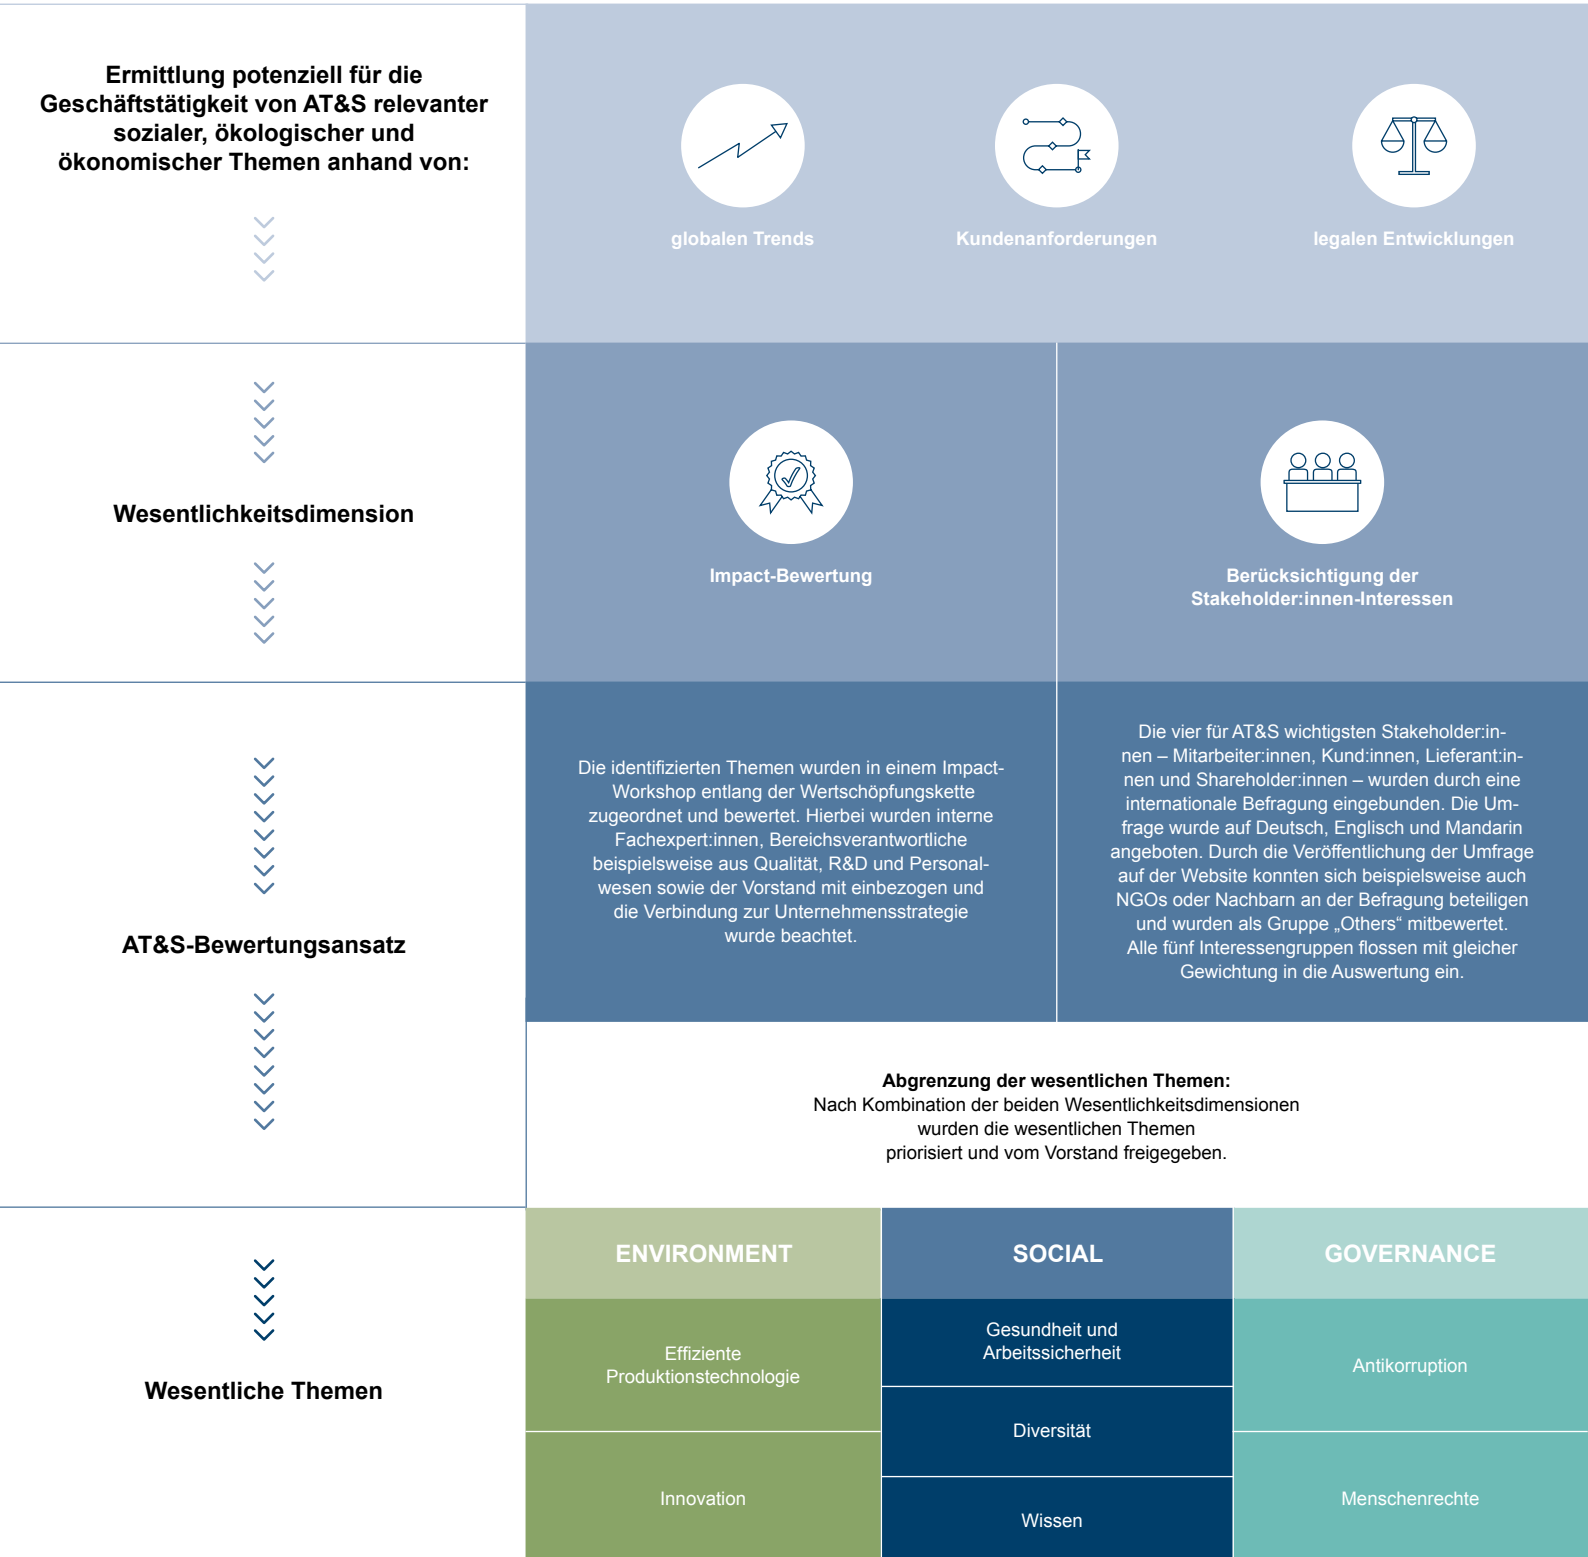 Ermittlung potenziell für die
Geschäftstätigkeit von AT&S relevanter
sozialer, ökologischer und
ökonomischer Themen anhand von:
globalen Trends
Kundenanforderungen
legalen Entwicklungen
Wesentlichkeitsdimension
Impact-Bewertung
Berücksichtigung der
Stakeholder:innen-Interessen
AT&S-Bewertungsansatz
Die identifizierten Themen wurden in einem Impact-
Workshop entlang der Wertschöpfungskette
zugeordnet und bewertet. Hierbei wurden interne
Fachexpert:innen, Bereichsverantwortliche
beispielsweise aus Qualität, R&D und Personal-
wesen sowie der Vorstand mit einbezogen und
die Verbindung zur Unternehmensstrategie
wurde beachtet.
Die vier für AT&S wichtigsten Stakeholder:in-
nen – Mitarbeiter:innen, Kund:innen, Lieferant:in-
nen und Shareholder:innen – wurden durch eine
internationale Befragung eingebunden. Die Um-
frage wurde auf Deutsch, Englisch und Mandarin
angeboten. Durch die Veröffentlichung der Umfrage
auf der Website konnten sich beispielsweise auch
NGOs oder Nachbarn an der Befragung beteiligen
und wurden als Gruppe „Others“ mitbewertet.
Alle fünf Interessengruppen flossen mit gleicher
Gewichtung in die Auswertung ein.
Abgrenzung der wesentlichen Themen:
Nach Kombination der beiden Wesentlichkeitsdimensionen
wurden die wesentlichen Themen
priorisiert und vom Vorstand freigegeben.
Wesentliche Themen
ENVIRONMENT
Effiziente
Produktionstechnologie
Innovation
SOCIAL
Gesundheit und
Arbeitssicherheit
Diversität
Wissen
GOVERNANCE
Antikorruption
Menschenrechte